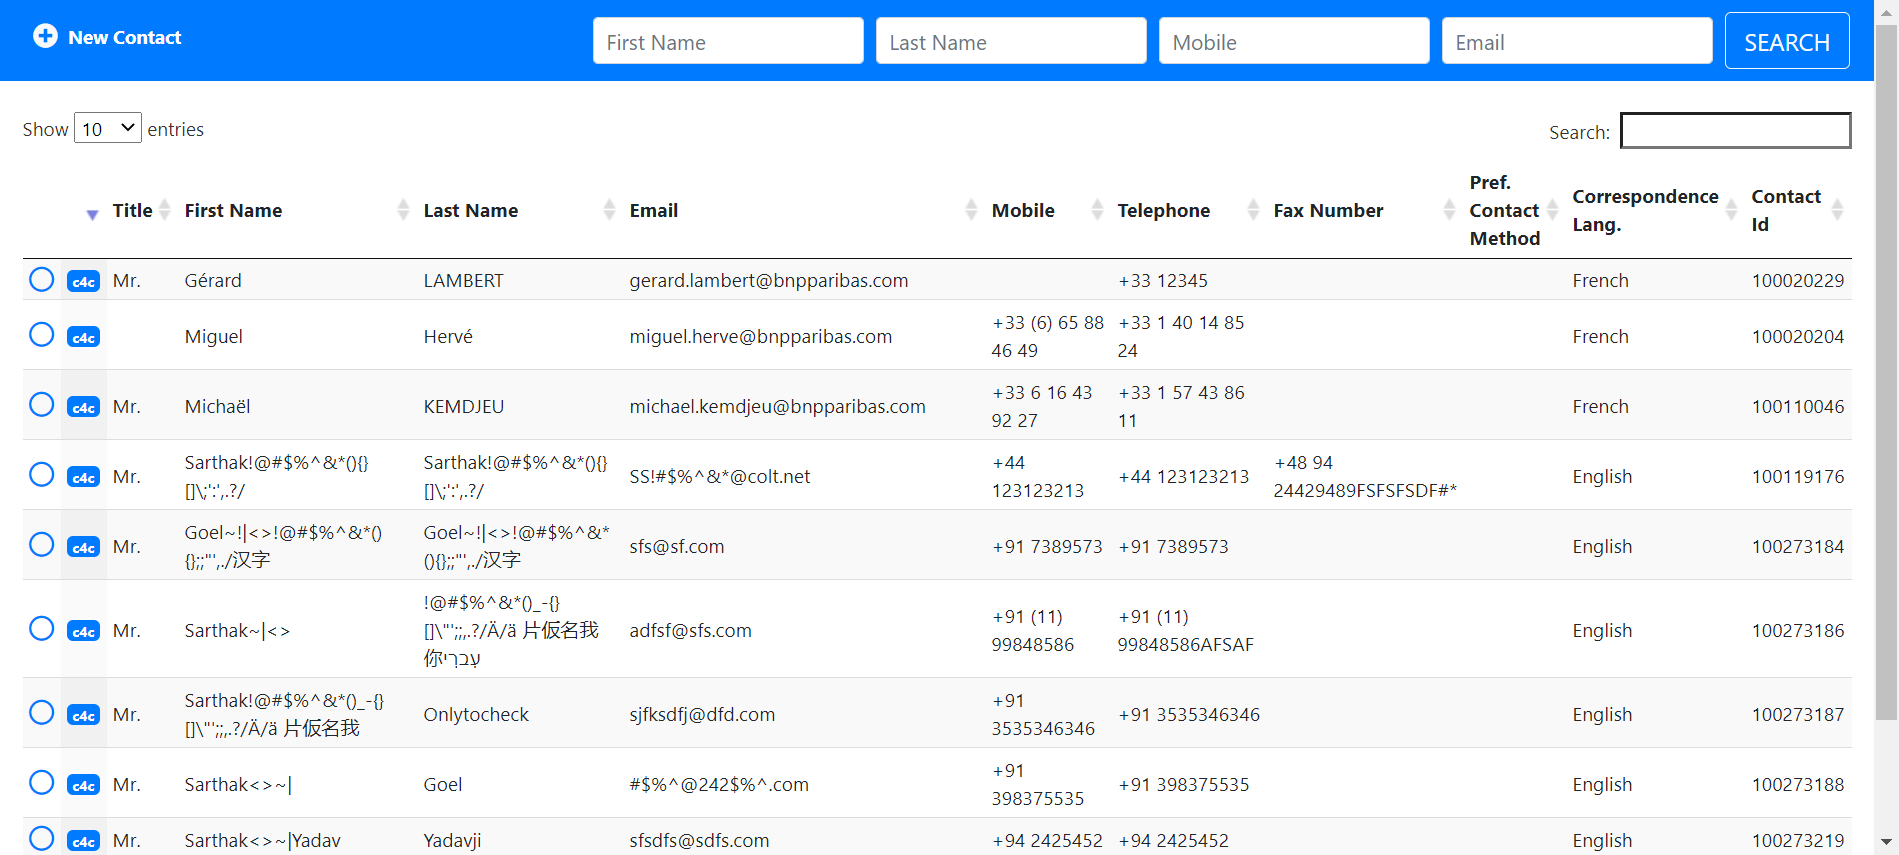 New Contact
First Name
Last Name
Mobile
Email
SEARCH
Show 10 entries
Search:
Title First Name Last Name Email Mobile Telephone Fax Number Pref. Contact Method Correspondence Lang. Contact Id
c4c Mr. Gérard LAMBERT gerard.lambert@bnpparibas.com +33 12345 French 100020229
c4c Miguel Hervé miguel.herve@bnpparibas.com +33 (6) 65 88 46 49 +33 1 40 14 85 24 French 100020204
c4c Mr. Michaël KEMDJEU michael.kemdjeu@bnpparibas.com +33 6 16 43 92 27 +33 1 57 43 86 11 French 100110046
c4c Mr. Sarthak!@#$%^&*(){}[]\;':',.?/ Sarthak!@#$%^&*(){}[]\;':',.?/ SS!#$%^&*@colt.net +44 123123213 +44 123123213 +48 94 24429489FSFSFSDF#* English 100119176
c4c Mr. Goel~!|<>!@#$%^&*(){};;"',./汉字 Goel~!|<>!@#$%^&*(){};;"',./汉字 sfs@sf.com +91 7389573 +91 7389573 English 100273184
c4c Mr. Sarthak~|<> !@#$%^&*()_-{}[]\"';;,.?/Ä/ä 片仮名我你עִברִי adfsf@sfs.com +91 (11) 99848586 +91 (11) 99848586AFSAF English 100273186
c4c Mr. Sarthak!@#$%^&*()_-{}[]\"';;,.?/Ä/ä 片仮名我 Onlytocheck sjfksdfj@dfd.com +91 3535346346 +91 3535346346 English 100273187
c4c Mr. Sarthak<>~| Goel #$%^@242$%^.com +91 398375535 +91 398375535 English 100273188
c4c Mr. Sarthak<>~|Yadav Yadavji sfsdfs@sdfs.com +94 2425452 +94 2425452 English 100273219